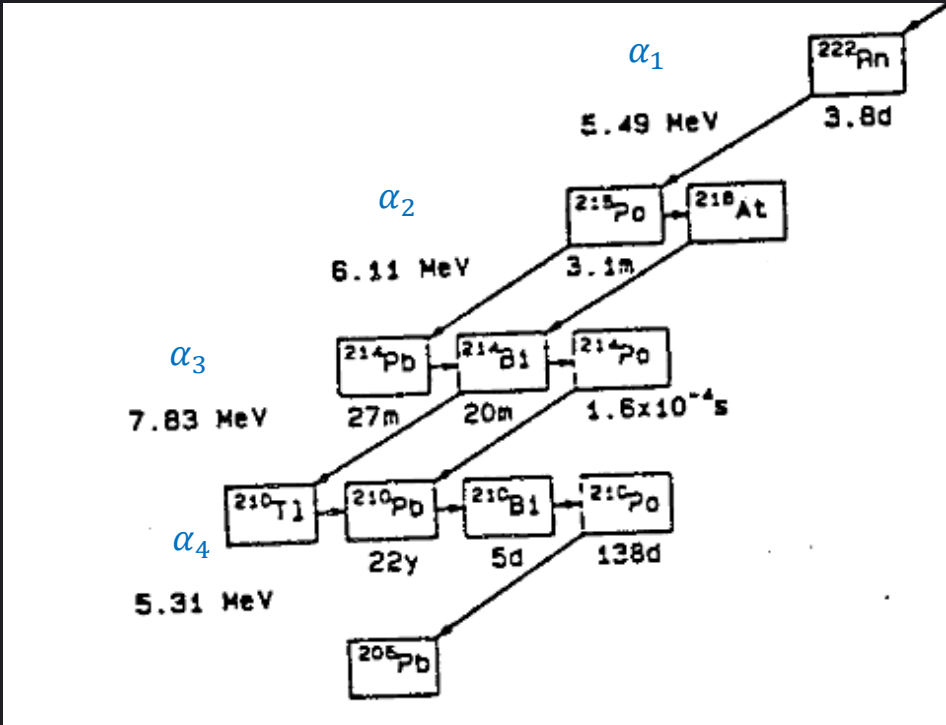 α₁
²²²Rn
5.49 MeV
3.8d
α₂
²¹⁸Po
²¹⁸At
6.11 MeV
3.1m
α₃
²¹⁴Pb
²¹⁴Bi
²¹⁴Po
7.83 MeV
27m
20m
1.6x10⁻⁴s
²¹⁰Tl
²¹⁰Pb
²¹⁰Bi
²¹⁰Po
α₄
22y
5d
138d
5.31 MeV
²⁰⁶Pb